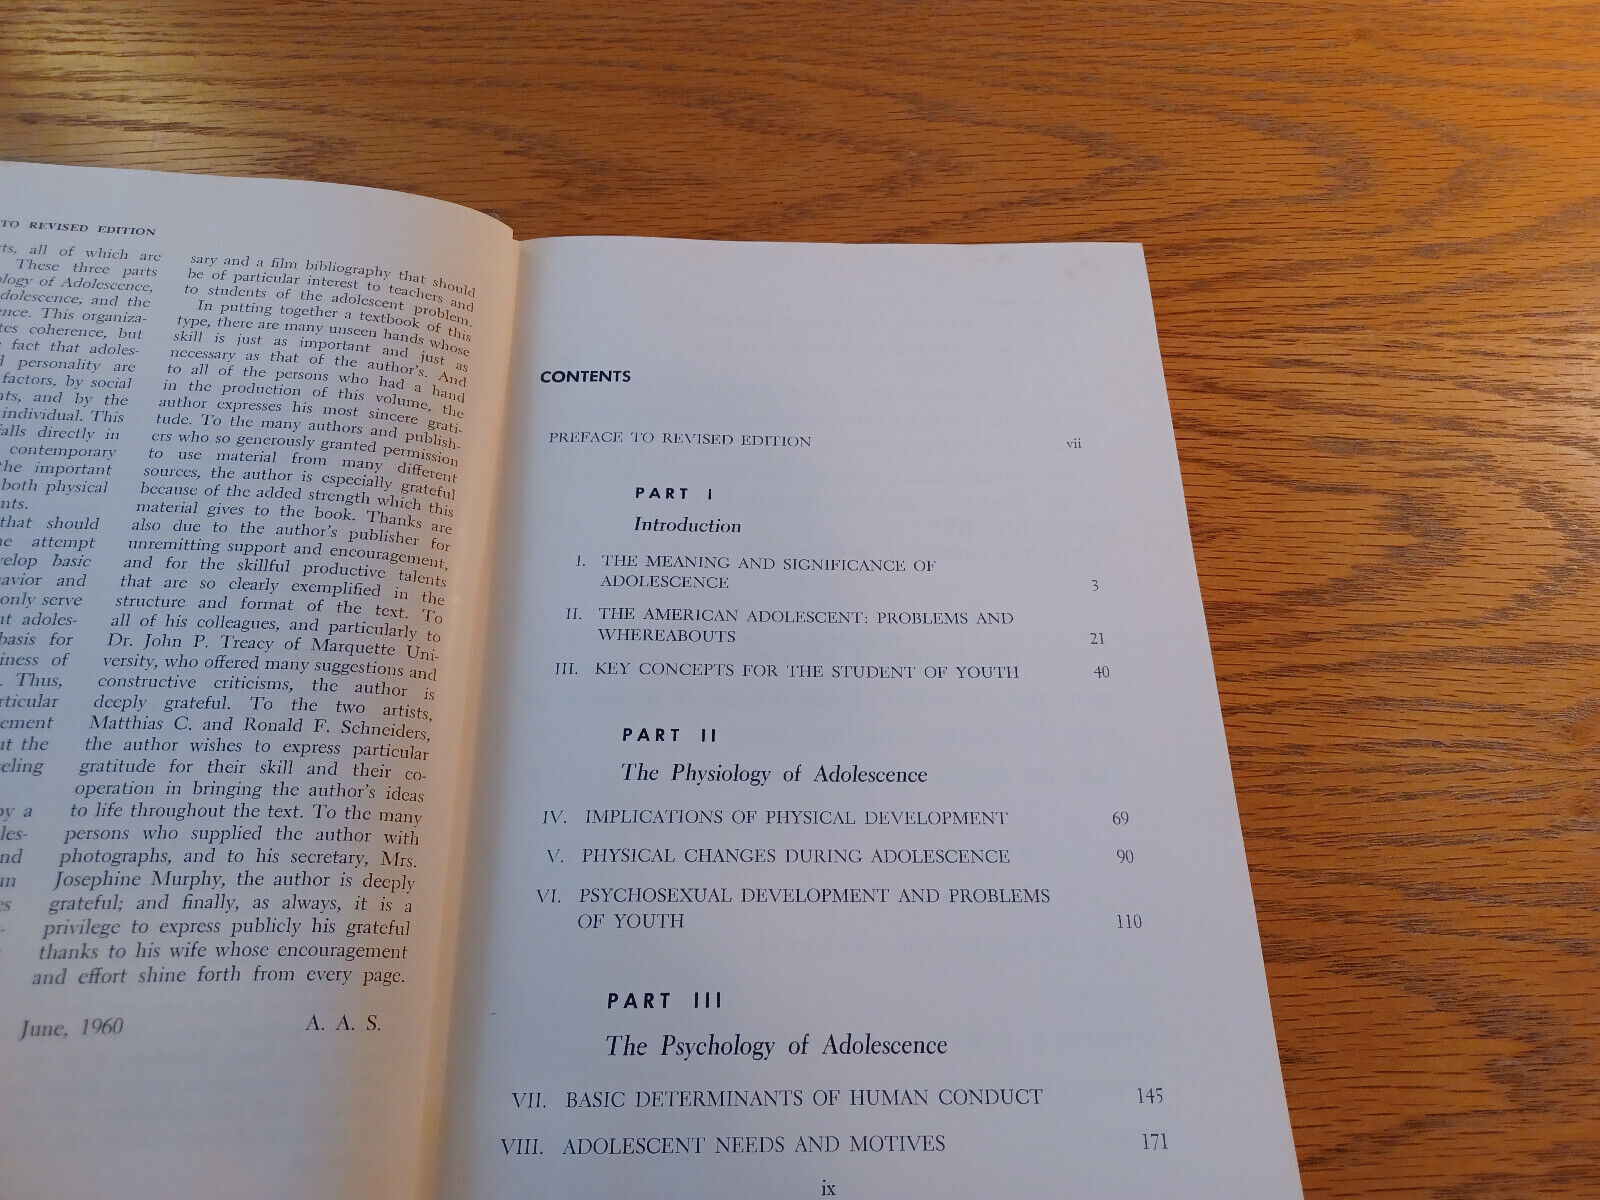 TO REVISED EDITION
all of which are
These three parts
of Adolescence,
and the
This organiza-
coherence, but
fact that adoles-
personality are
factors, by social
and by the
individual. This
directly in
contemporary
the important
both physical
that should
attempt
basic
and
only serve
adoles-
basis for
of
Thus,
the
by a
sary and a film bibliography that should
be of particular interest to teachers and
to students of the adolescent problem.
In putting together a textbook of this
type, there are many unseen hands whose
skill is just as important and just as
necessary as that of the author's. And
to all of the persons who had a hand
in the production of this volume, the
author expresses his most sincere grati-
tude. To the many authors and publish-
ers who so generously granted permission
to use material from many different
sources, the author is especially grateful
because of the added strength which this
material gives to the book. Thanks are
also due to the author's publisher for
unremitting support and encouragement,
and for the skillful productive talents
that are so clearly exemplified in the
structure and format of the text. To
all of his colleagues, and particularly to
Dr. John P. Treacy of Marquette Uni-
versity, who offered many suggestions and
constructive criticisms, the author is
deeply grateful. To the two artists,
Matthias C. and Ronald F. Schneiders,
the author wishes to express particular
gratitude for their skill and their co-
operation in bringing the author's ideas
to life throughout the text. To the many
persons who supplied the author with
photographs, and to his secretary, Mrs.
Josephine Murphy, the author is deeply
grateful; and finally, as always, it is a
privilege to express publicly his grateful
thanks to his wife whose encouragement
and effort shine forth from every page.
June, 1960 A. A. S.
CONTENTS
PREFACE TO REVISED EDITION vii
PART I
Introduction
I. THE MEANING AND SIGNIFICANCE OF
ADOLESCENCE 3
II. THE AMERICAN ADOLESCENT: PROBLEMS AND
WHEREABOUTS 21
III. KEY CONCEPTS FOR THE STUDENT OF YOUTH 40
PART II
The Physiology of Adolescence
IV. IMPLICATIONS OF PHYSICAL DEVELOPMENT 69
V. PHYSICAL CHANGES DURING ADOLESCENCE 90
VI. PSYCHOSEXUAL DEVELOPMENT AND PROBLEMS
OF YOUTH 110
PART III
The Psychology of Adolescence
VII. BASIC DETERMINANTS OF HUMAN CONDUCT 145
VIII. ADOLESCENT NEEDS AND MOTIVES 171
ix